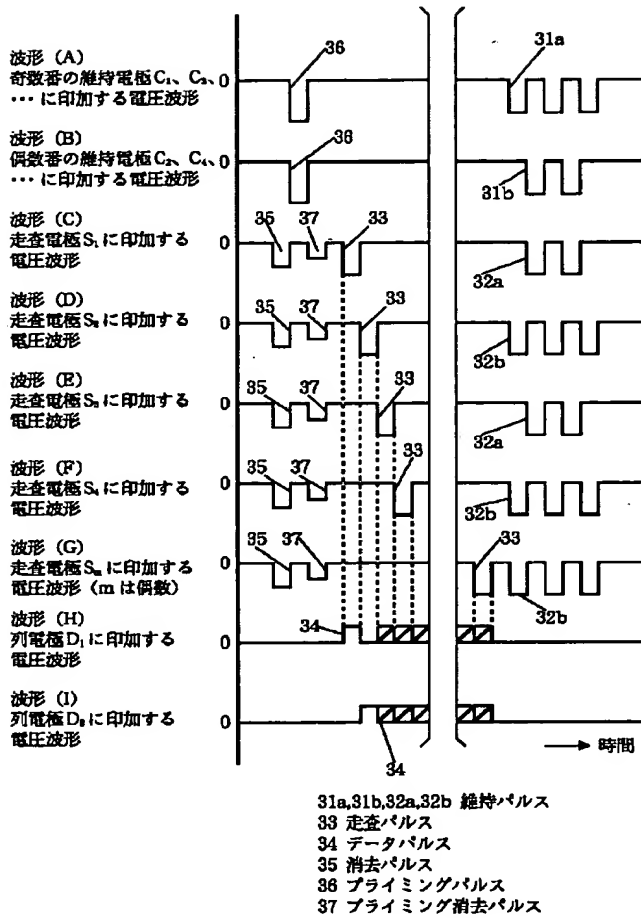 36
31a
波形 (A)
奇数番の維持電極C₁、C₃、 0
…に印加する電圧波形
36
波形 (B)
偶数番の維持電極C₂、C₄、 0
…に印加する電圧波形
31b
波形 (C)
35 37 33
走査電極S₁に印加する 0
電圧波形
32a
波形 (D)
35 37 33
走査電極S₂に印加する 0
電圧波形
32b
波形 (E)
35 37 33
走査電極S₃に印加する 0
電圧波形
32a
波形 (F)
35 37 33
走査電極S₄に印加する 0
電圧波形
32b
波形 (G)
35 37 33
走査電極Sₘに印加する 0
電圧波形 (mは偶数)
32b
波形 (H)
34
列電極D₁に印加する 0
電圧波形
波形 (I)
列電極D₂に印加する 0
電圧波形
34
時間
31a,31b,32a,32b 維持パルス
33 走査パルス
34 データパルス
35 消去パルス
36 プライミングパルス
37 プライミング消去パルス